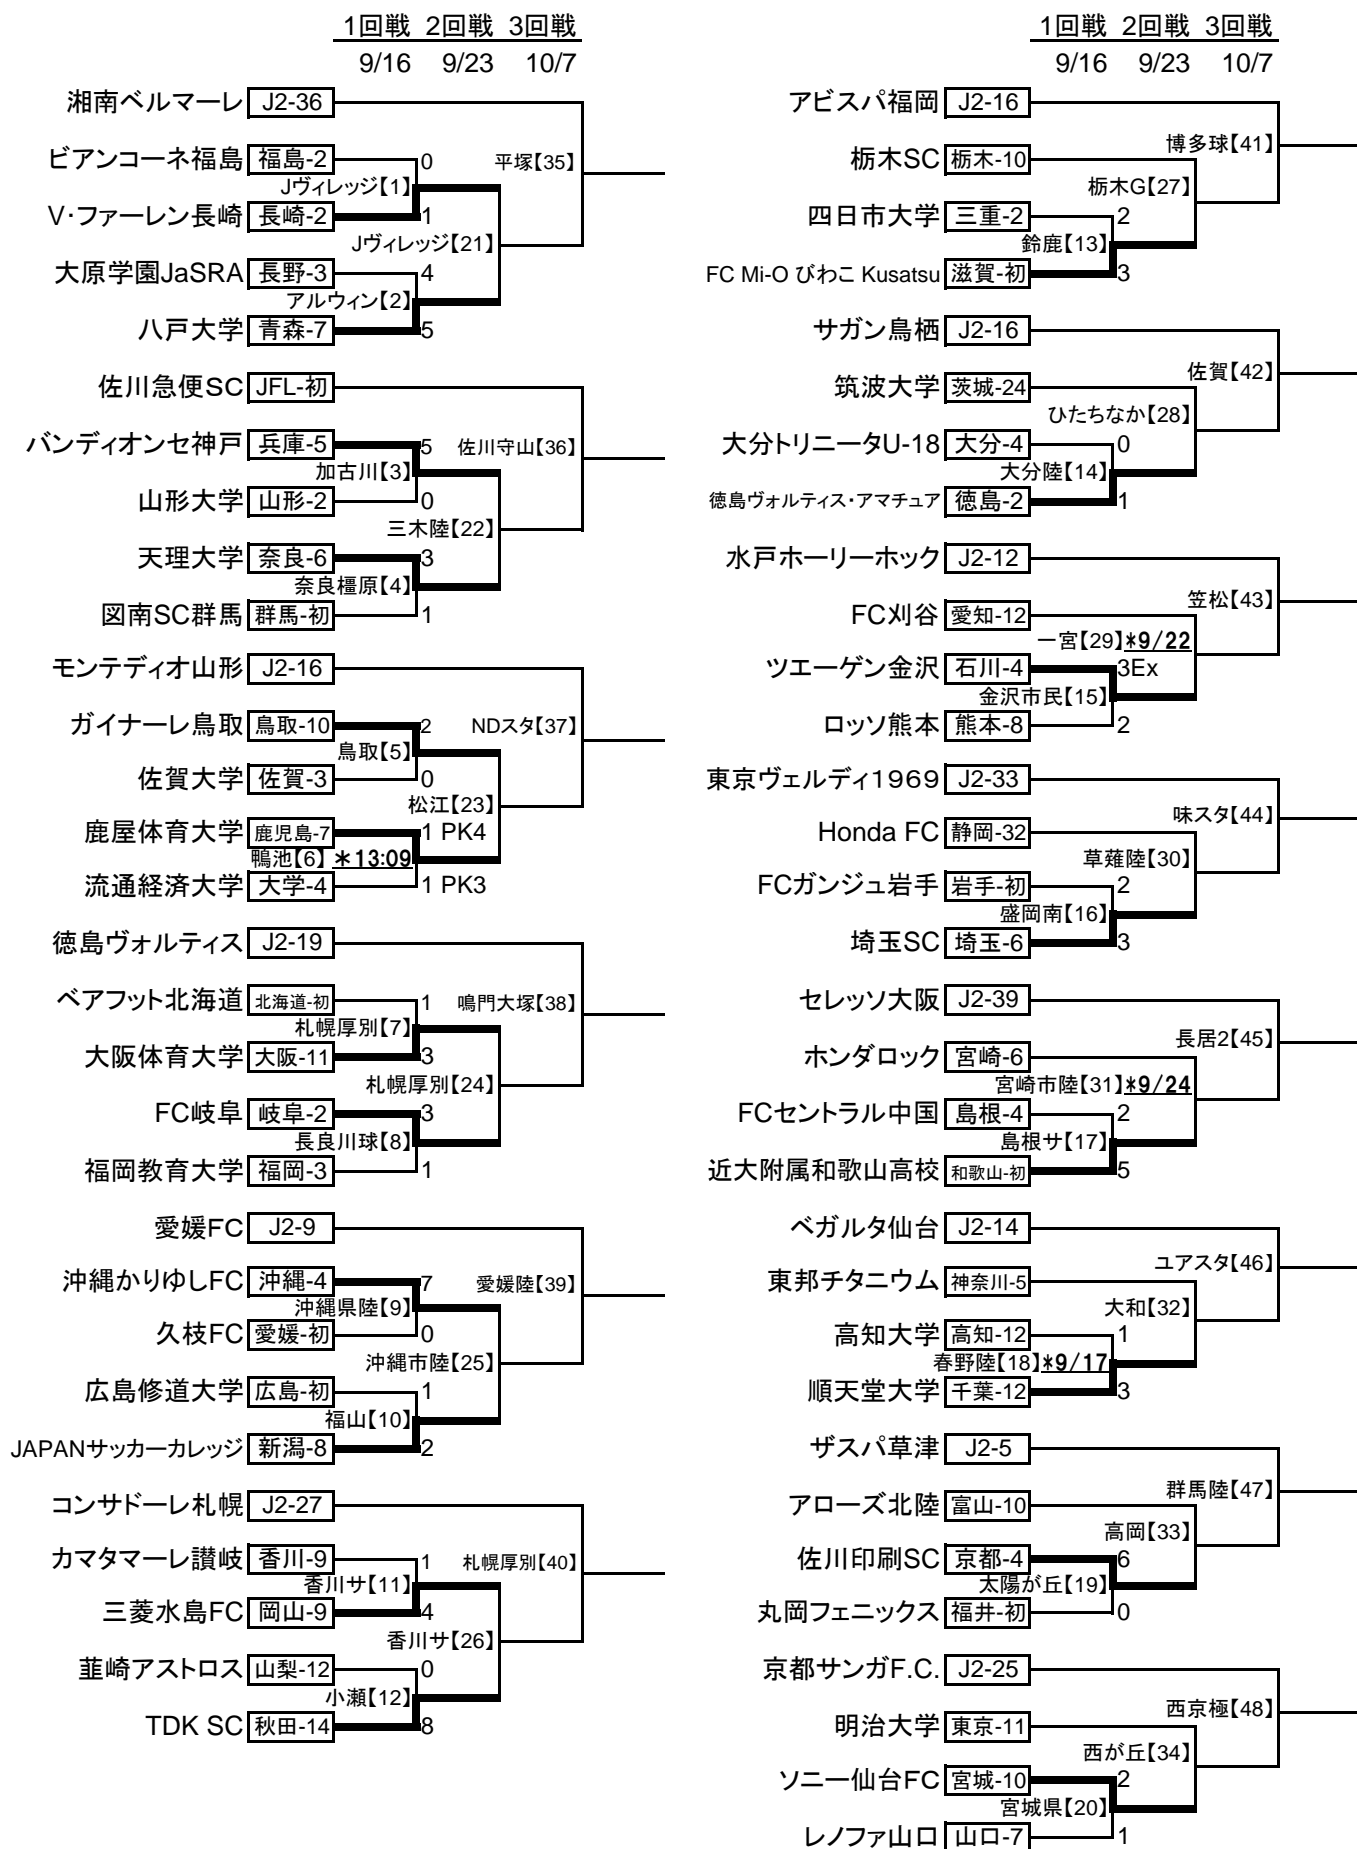 1回戦 2回戦 3回戦
9/16 9/23 10/7
湘南ベルマーレ J2-36
ビアンコーネ福島 福島-2 0 平塚【35】
Jヴィレッジ【1】
V・ファーレン長崎 長崎-2 1
Jヴィレッジ【21】
大原学園JaSRA 長野-3 4
アルウィン【2】
八戸大学 青森-7 5
佐川急便SC JFL-初
バンディオンセ神戸 兵庫-5 5 佐川守山【36】
加古川【3】
山形大学 山形-2 0
三木陸【22】
天理大学 奈良-6 3
奈良橿原【4】
図南SC群馬 群馬-初 1
モンテディオ山形 J2-16
ガイナーレ鳥取 鳥取-10 2 NDスタ【37】
鳥取【5】
佐賀大学 佐賀-3 0
松江【23】
鹿屋体育大学 鹿児島-7 1 PK4
鴨池【6】 *13:09
流通経済大学 大学-4 1 PK3
徳島ヴォルティス J2-19
ベアフット北海道 北海道-初 1 鳴門大塚【38】
札幌厚別【7】
大阪体育大学 大阪-11 3
札幌厚別【24】
FC岐阜 岐阜-2 3
長良川球【8】
福岡教育大学 福岡-3 1
愛媛FC J2-9
沖縄かりゆしFC 沖縄-4 7 愛媛陸【39】
沖縄県陸【9】
久枝FC 愛媛-初 0
沖縄市陸【25】
広島修道大学 広島-初 1
福山【10】
JAPANサッカーカレッジ 新潟-8 2
コンサドーレ札幌 J2-27
カマタマーレ讃岐 香川-9 1 札幌厚別【40】
香川サ【11】
三菱水島FC 岡山-9 4
香川サ【26】
韮崎アストロス 山梨-12 0
小瀬【12】
TDK SC 秋田-14 8
1回戦 2回戦 3回戦
9/16 9/23 10/7
アビスパ福岡 J2-16
博多球【41】
栃木SC 栃木-10
栃木G【27】
四日市大学 三重-2 2
鈴鹿【13】
FC Mi-O びわこ Kusatsu 滋賀-初 3
サガン鳥栖 J2-16
佐賀【42】
筑波大学 茨城-24
ひたちなか【28】
大分トリニータU-18 大分-4 0
大分陸【14】
徳島ヴォルティス・アマチュア 徳島-2 1
水戸ホーリーホック J2-12
笠松【43】
FC刈谷 愛知-12
一宮【29】*9/22
ツエーゲン金沢 石川-4 3Ex
金沢市民【15】
ロッソ熊本 熊本-8 2
東京ヴェルディ1969 J2-33
味スタ【44】
Honda FC 静岡-32
草薙陸【30】
FCガンジュ岩手 岩手-初 2
盛岡南【16】
埼玉SC 埼玉-6 3
セレッソ大阪 J2-39
長居2【45】
ホンダロック 宮崎-6
宮崎市陸【31】*9/24
FCセントラル中国 島根-4 2
島根サ【17】
近大附属和歌山高校 和歌山-初 5
ベガルタ仙台 J2-14
ユアスタ【46】
東邦チタニウム 神奈川-5
大和【32】
高知大学 高知-12 1
春野陸【18】*9/17
順天堂大学 千葉-12 3
ザスパ草津 J2-5
群馬陸【47】
アローズ北陸 富山-10
高岡【33】
佐川印刷SC 京都-4 6
太陽が丘【19】
丸岡フェニックス 福井-初 0
京都サンガF.C. J2-25
西京極【48】
明治大学 東京-11
西が丘【34】
ソニー仙台FC 宮城-10 2
宮城県【20】
レノファ山口 山口-7 1